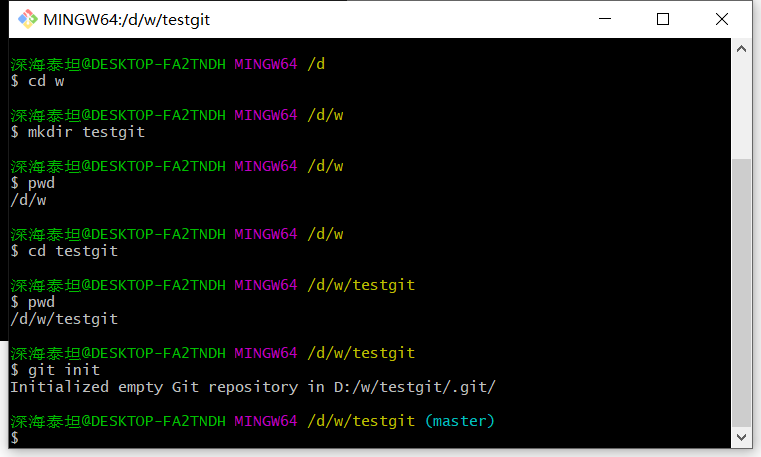 MINGW64:/d/w/testgit
深海泰坦@DESKTOP-FA2TNDH MINGW64 /d
$ cd w
深海泰坦@DESKTOP-FA2TNDH MINGW64 /d/w
$ mkdir testgit
深海泰坦@DESKTOP-FA2TNDH MINGW64 /d/w
$ pwd
/d/w
深海泰坦@DESKTOP-FA2TNDH MINGW64 /d/w
$ cd testgit
深海泰坦@DESKTOP-FA2TNDH MINGW64 /d/w/testgit
$ pwd
/d/w/testgit
深海泰坦@DESKTOP-FA2TNDH MINGW64 /d/w/testgit
$ git init
Initialized empty Git repository in D:/w/testgit/.git/
深海泰坦@DESKTOP-FA2TNDH MINGW64 /d/w/testgit (master)
$